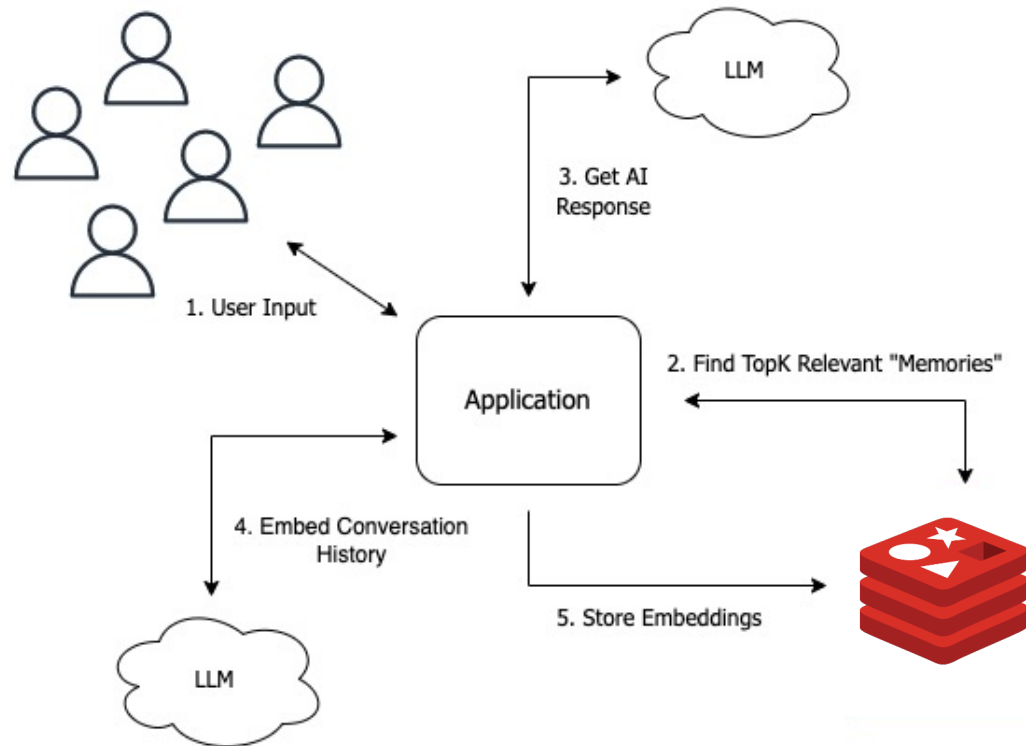 LLM
3. Get AI
Response
1. User Input
2. Find TopK Relevant "Memories"
Application
4. Embed Conversation
History
5. Store Embeddings
LLM